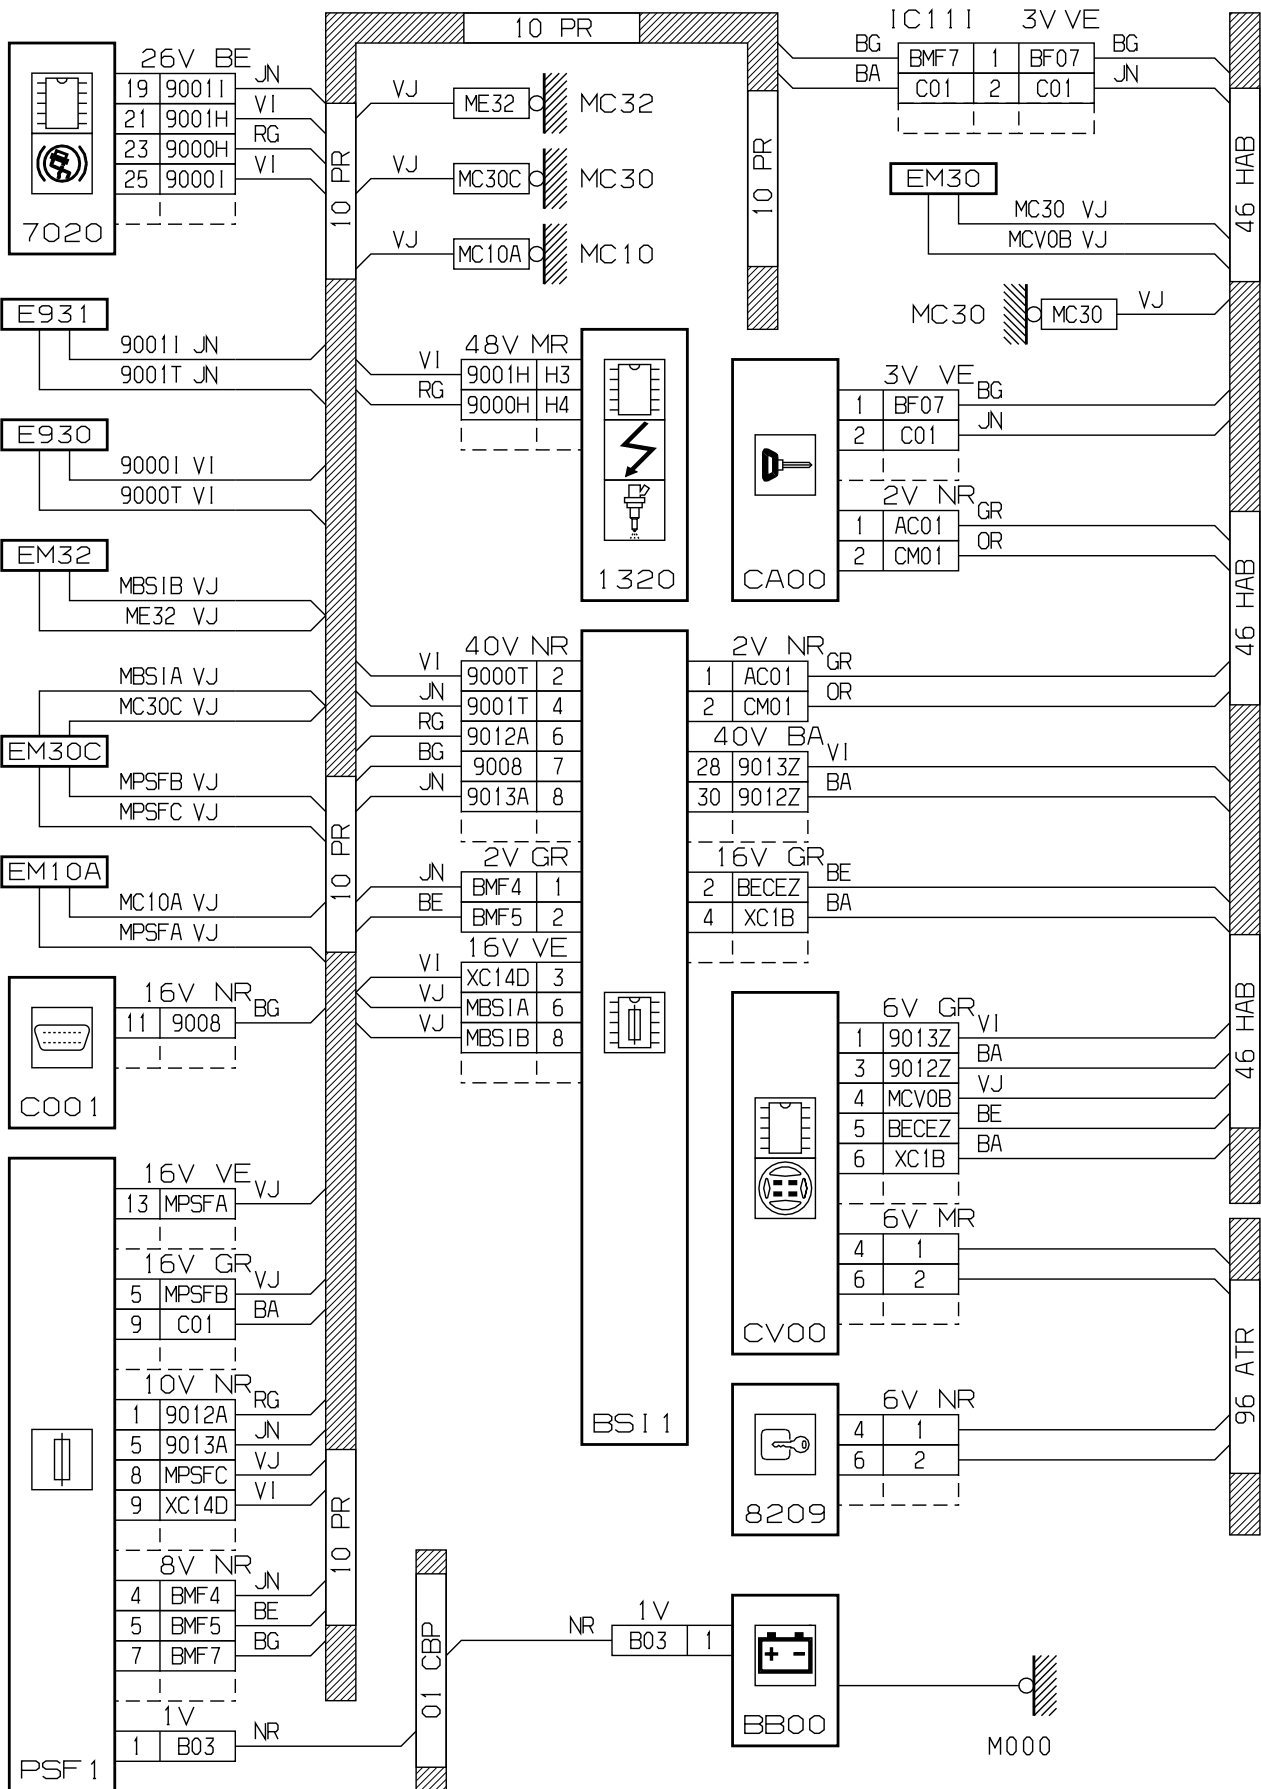 10 PR
26V BE
19 9001I JN
21 9001H VI
23 9000H RG
25 9000I VI
7020
10 PR
VJ ME32 MC32
VJ MC30C MC30
VJ MC10A MC10
10 PR
IC11I 3V VE
BG BMF7 1 BF07 BG
BA C01 2 C01 JN
46 HAB
EM30
MC30 VJ
MCV0B VJ
MC30 MC30 VJ
E931
9001I JN
9001T JN
E930
9000I VI
9000T VI
EM32
MBSIB VJ
ME32 VJ
MBSIA VJ
MC30C VJ
EM30C
MPSFB VJ
MPSFC VJ
EM10A
MC10A VJ
MPSFA VJ
48V MR
VI 9001H H3
RG 9000H H4
1320
3V VE
1 BF07 BG
2 C01 JN
2V NR
1 AC01 GR
2 CM01 OR
CA00
46 HAB
40V NR
VI 9000T 2
JN 9001T 4
RG 9012A 6
BG 9008 7
JN 9013A 8
2V GR
JN BMF4 1
BE BMF5 2
16V VE
VI XC14D 3
VJ MBSIA 6
VJ MBSIB 8
10 PR
2V NR
1 AC01 GR
2 CM01 OR
40V BA
28 9013Z VI
30 9012Z BA
16V GR
2 BECEZ BE
4 XC1B BA
BSI1
16V NR
11 9008 BG
C001
6V GR
1 9013Z VI
3 9012Z BA
4 MCV0B VJ
5 BECEZ BE
6 XC1B BA
6V MR
4 1
6 2
CV00
46 HAB
96 ATR
6V NR
4 1
6 2
8209
16V VE
13 MPSFA VJ
16V GR
5 MPSFB VJ
9 C01 BA
10V NR
1 9012A RG
5 9013A JN
8 MPSFC VJ
9 XC14D VI
8V NR
4 BMF4 JN
5 BMF5 BE
7 BMF7 BG
1V
1 B03 NR
PSF1
10 PR
01 CBP
1V
NR B03 1
+ -
BB00
M000